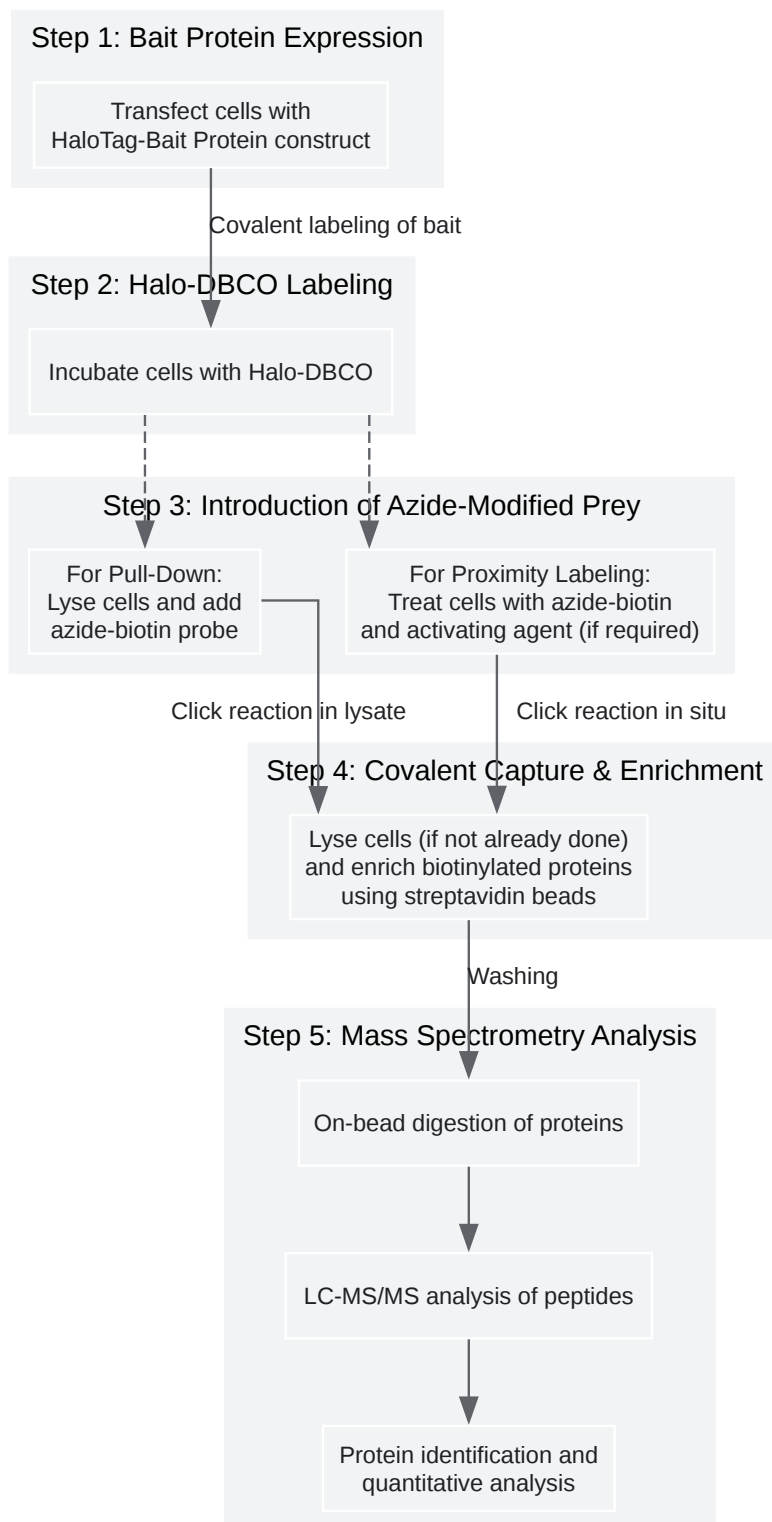 Step 1: Bait Protein Expression
Transfect cells with
HaloTag-Bait Protein construct
Covalent labeling of bait
Step 2: Halo-DBCO Labeling
Incubate cells with Halo-DBCO
Step 3: Introduction of Azide-Modified Prey
For Pull-Down:
Lyse cells and add
azide-biotin probe
For Proximity Labeling:
Treat cells with azide-biotin
and activating agent (if required)
Click reaction in lysate
Click reaction in situ
Step 4: Covalent Capture & Enrichment
Lyse cells (if not already done)
and enrich biotinylated proteins
using streptavidin beads
Washing
Step 5: Mass Spectrometry Analysis
On-bead digestion of proteins
LC-MS/MS analysis of peptides
Protein identification and
quantitative analysis